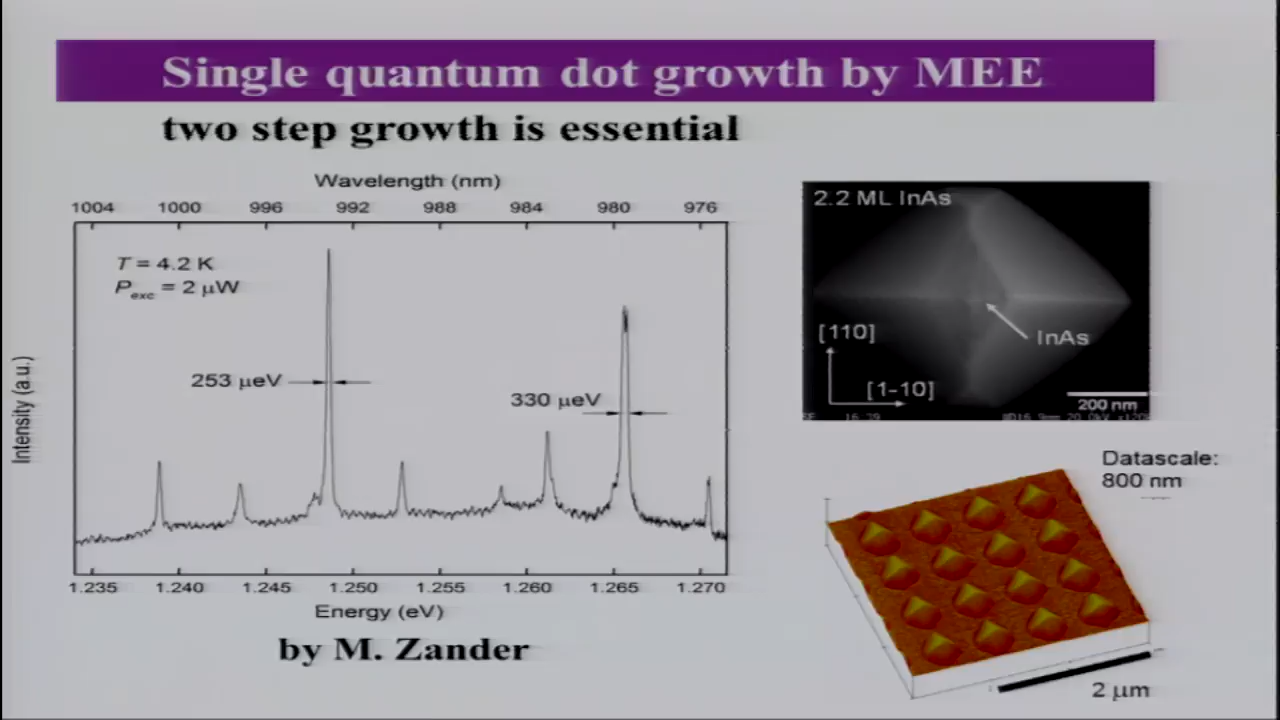 Single quantum dot growth by MEE
two step growth is essential
Wavelength (nm)
1004 1000 996 992 988 984 980 976
T = 4.2 K
Pexc = 2 μW
253 μeV
330 μeV
Intensity (a.u.)
1.235 1.240 1.245 1.250 1.255 1.260 1.265 1.270
Energy (eV)
by M. Zander
2.2 ML InAs
InAs
[110]
[1-10]
200 nm
Datascale:
800 nm
2 μm